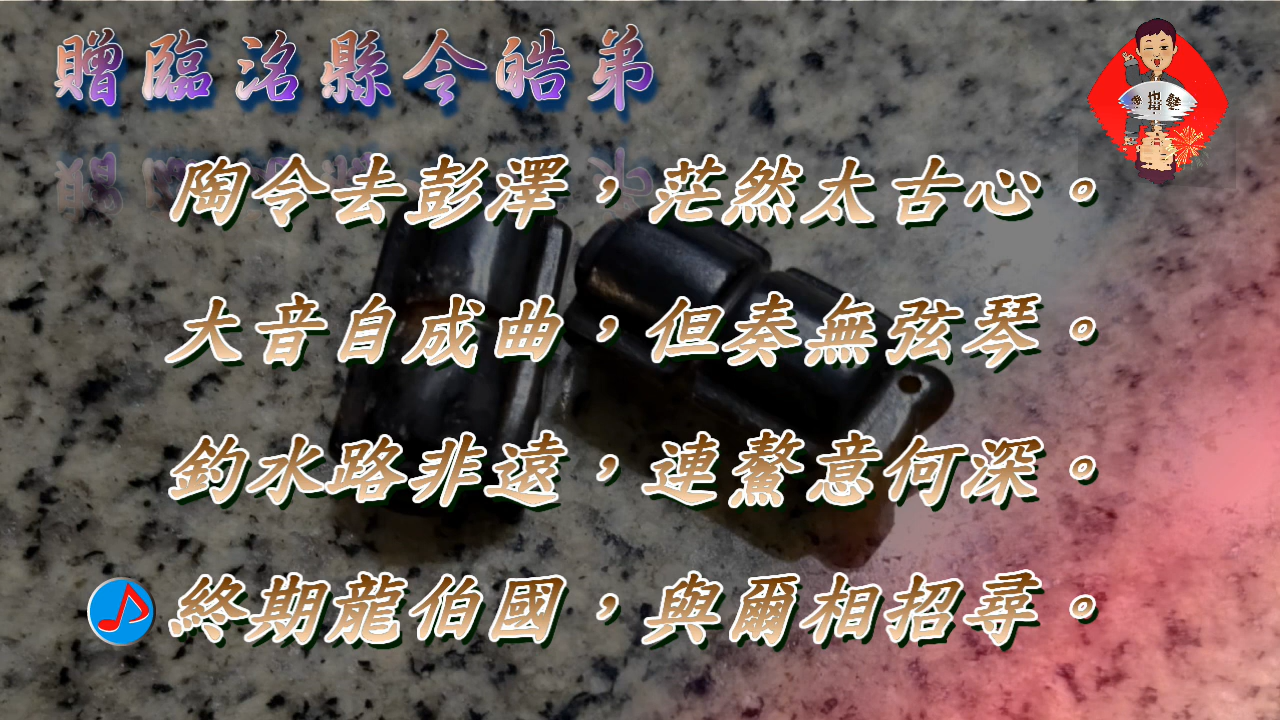 贈臨洺縣令皓弟
陶令去彭澤，茫然太古心。
大音自成曲，但奏無弦琴。
釣水路非遠，連鰲意何深。
終期龍伯國，與爾相招尋。